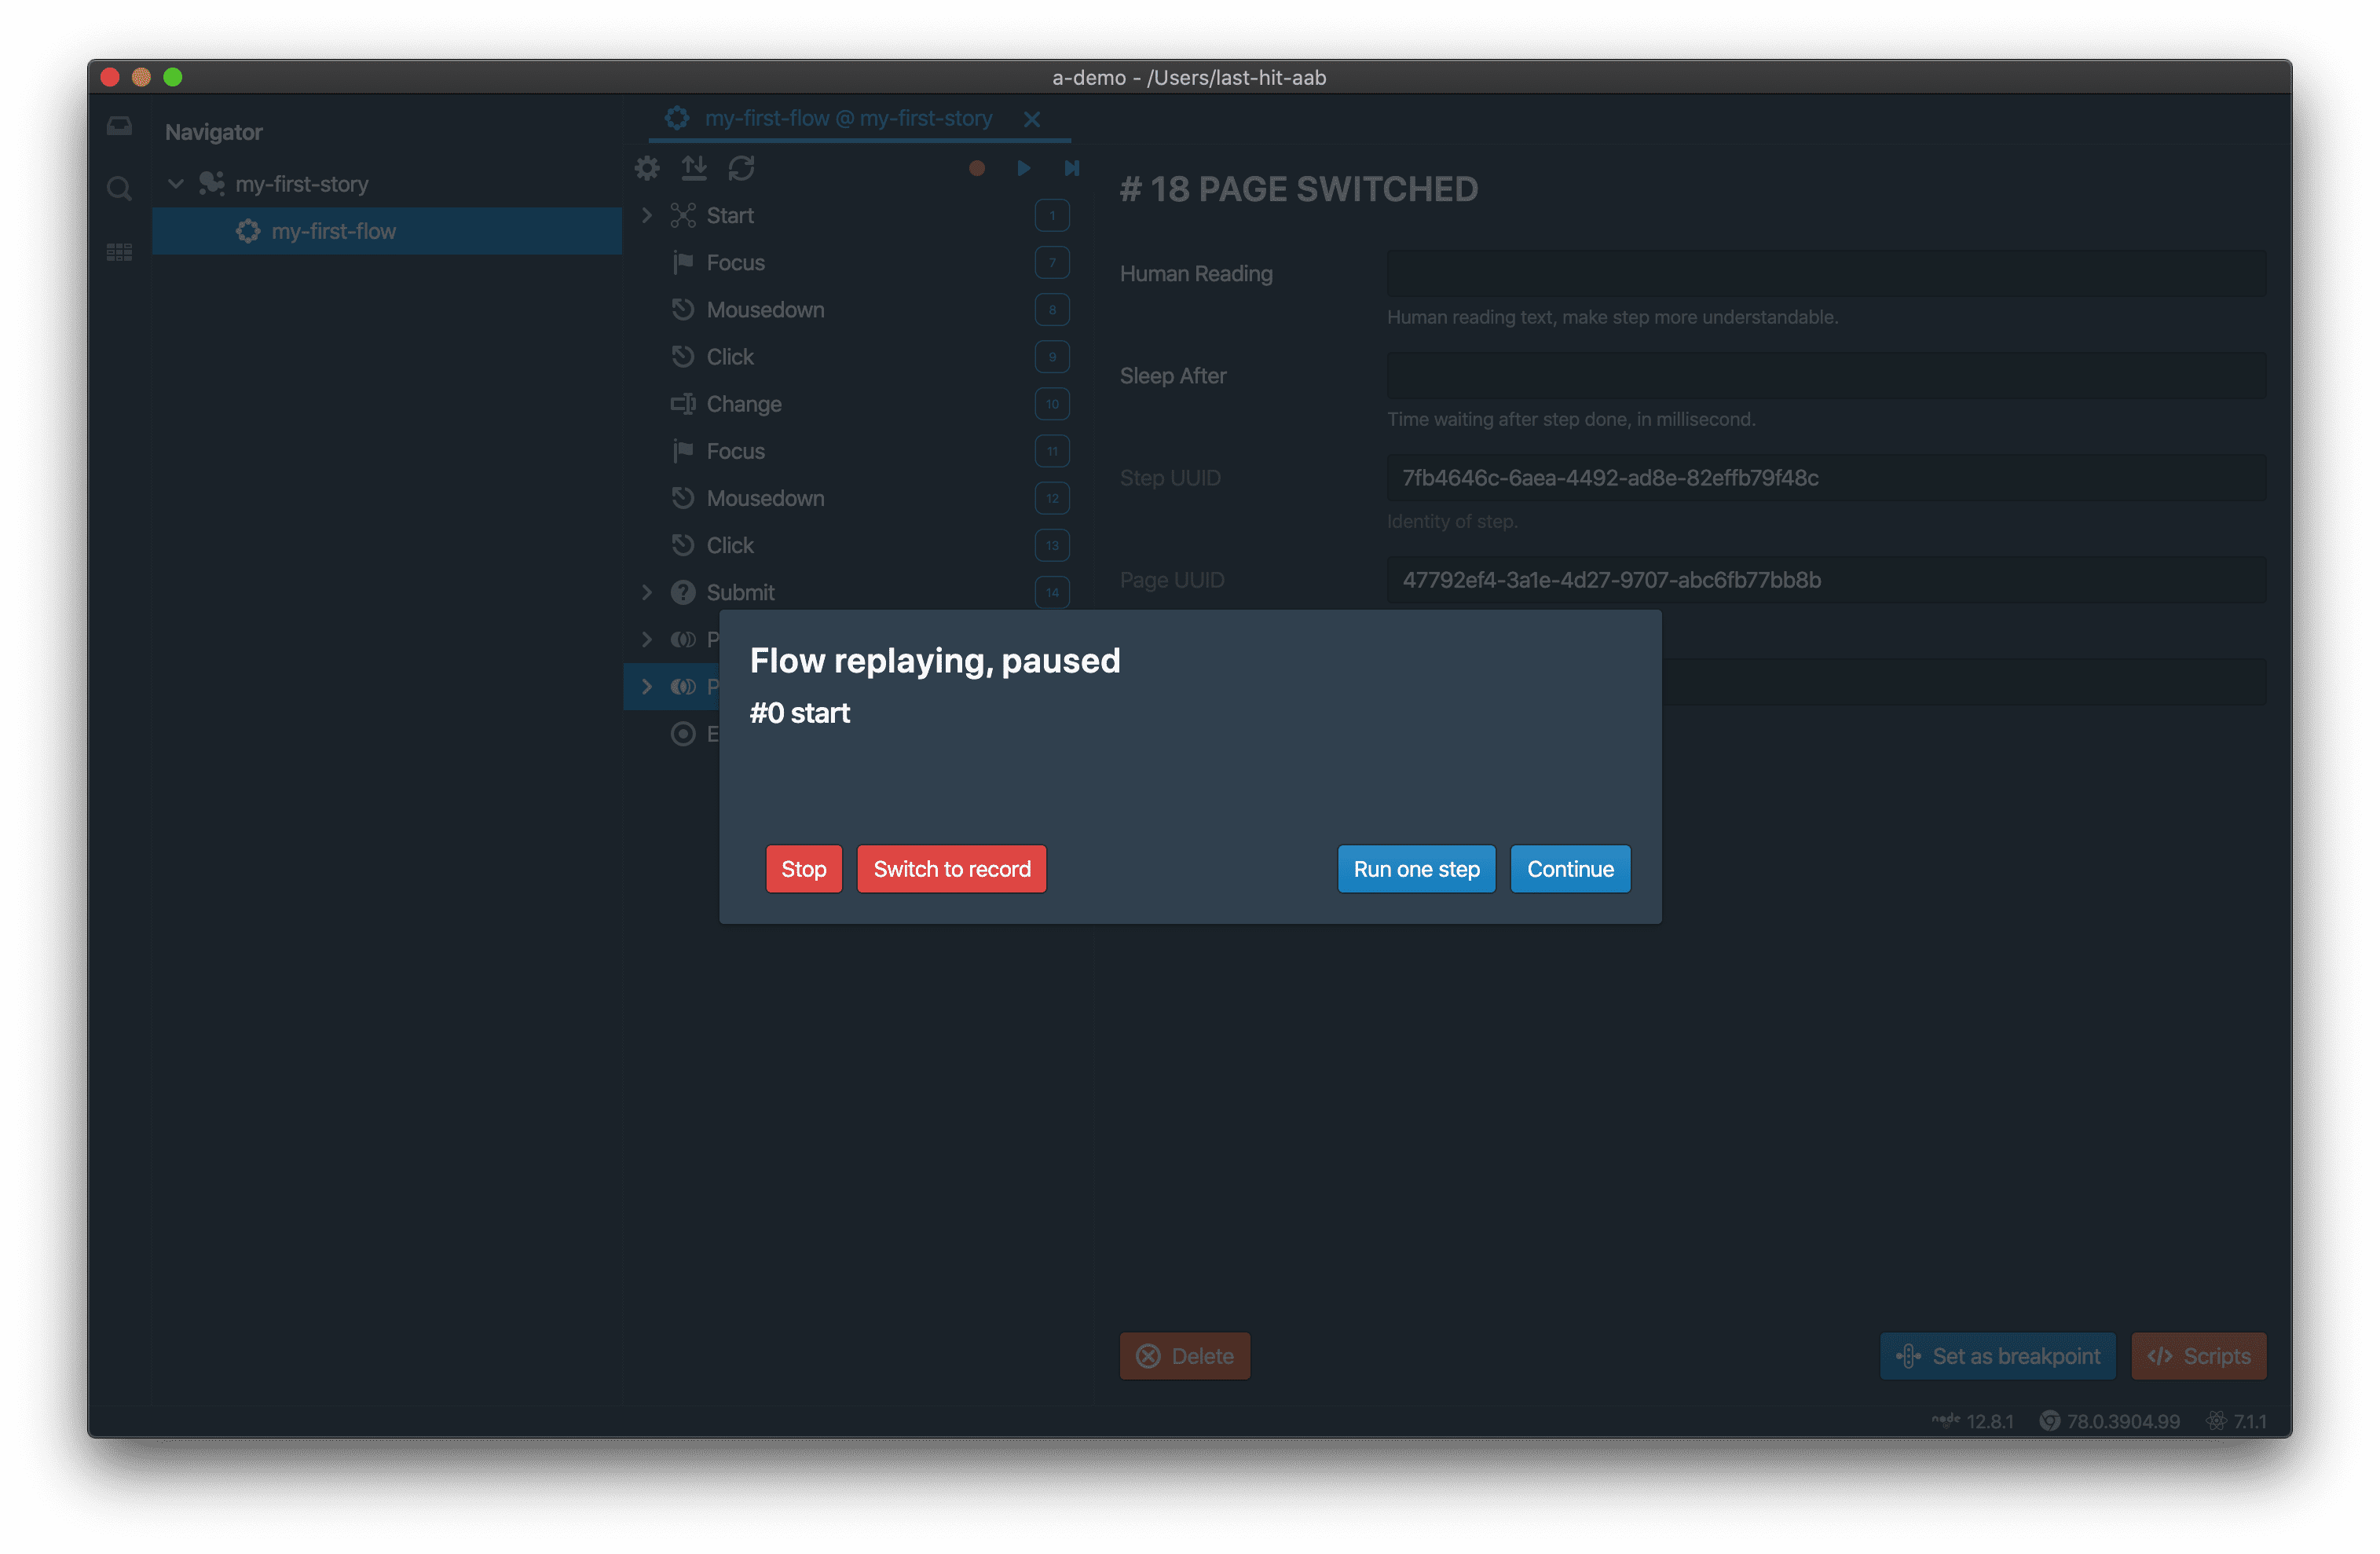 a-demo - /Users/last-hit-aab
Navigator
my-first-story
my-first-flow
my-first-flow @ my-first-story
Start 1
Focus 7
Mousedown 8
Click 9
Change 10
Focus 11
Mousedown 12
Click 13
Submit 14
P
P
E
# 18 PAGE SWITCHED
Human Reading
Human reading text, make step more understandable.
Sleep After
Time waiting after step done, in millisecond.
Step UUID 7fb4646c-6aea-4492-ad8e-82effb79f48c
Identity of step.
Page UUID 47792ef4-3a1e-4d27-9707-abc6fb77bb8b
Flow replaying, paused
#0 start
Stop Switch to record Run one step Continue
Delete Set as breakpoint </> Scripts
node 12.8.1 78.0.3904.99 7.1.1